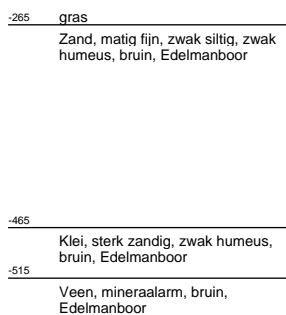 -265 gras
Zand, matig fijn, zwak siltig, zwak
humeus, bruin, Edelmanboor
-465
Klei, sterk zandig, zwak humeus,
bruin, Edelmanboor
-515
Veen, mineraalarm, bruin,
Edelmanboor